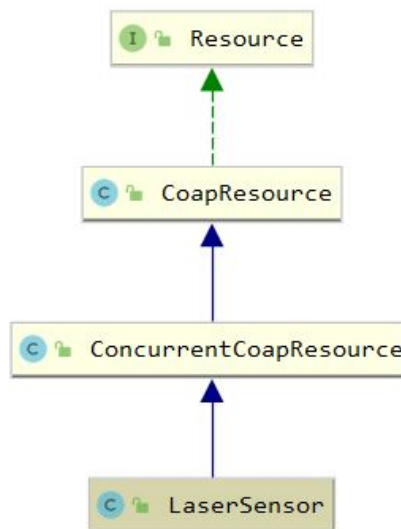 I Resource
C CoapResource
C ConcurrentCoapResource
C LaserSensor